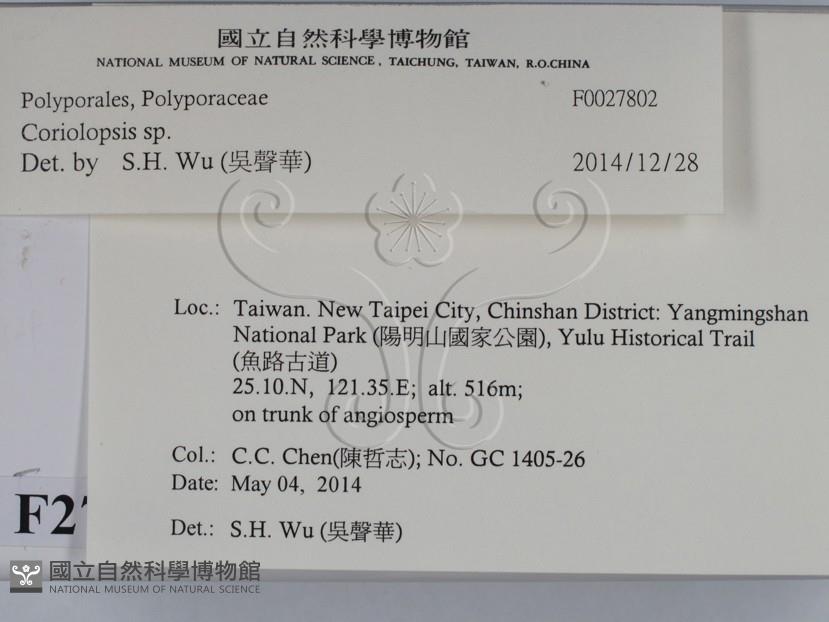 國立自然科學博物館
NATIONAL MUSEUM OF NATURAL SCIENCE, TAICHUNG, TAIWAN, R.O.CHINA
Polyporales, Polyporaceae F0027802
Coriolopsis sp.
Det. by S.H. Wu (吳聲華) 2014/12/28
Loc.: Taiwan. New Taipei City, Chinshan District: Yangmingshan
National Park (陽明山國家公園), Yulu Historical Trail
(魚路古道)
25.10.N, 121.35.E; alt. 516m;
on trunk of angiosperm
Col.: C.C. Chen(陳哲志); No. GC 1405-26
Date: May 04, 2014
Det.: S.H. Wu (吳聲華)
F2
國立自然科學博物館
NATIONAL MUSEUM OF NATURAL SCIENCE